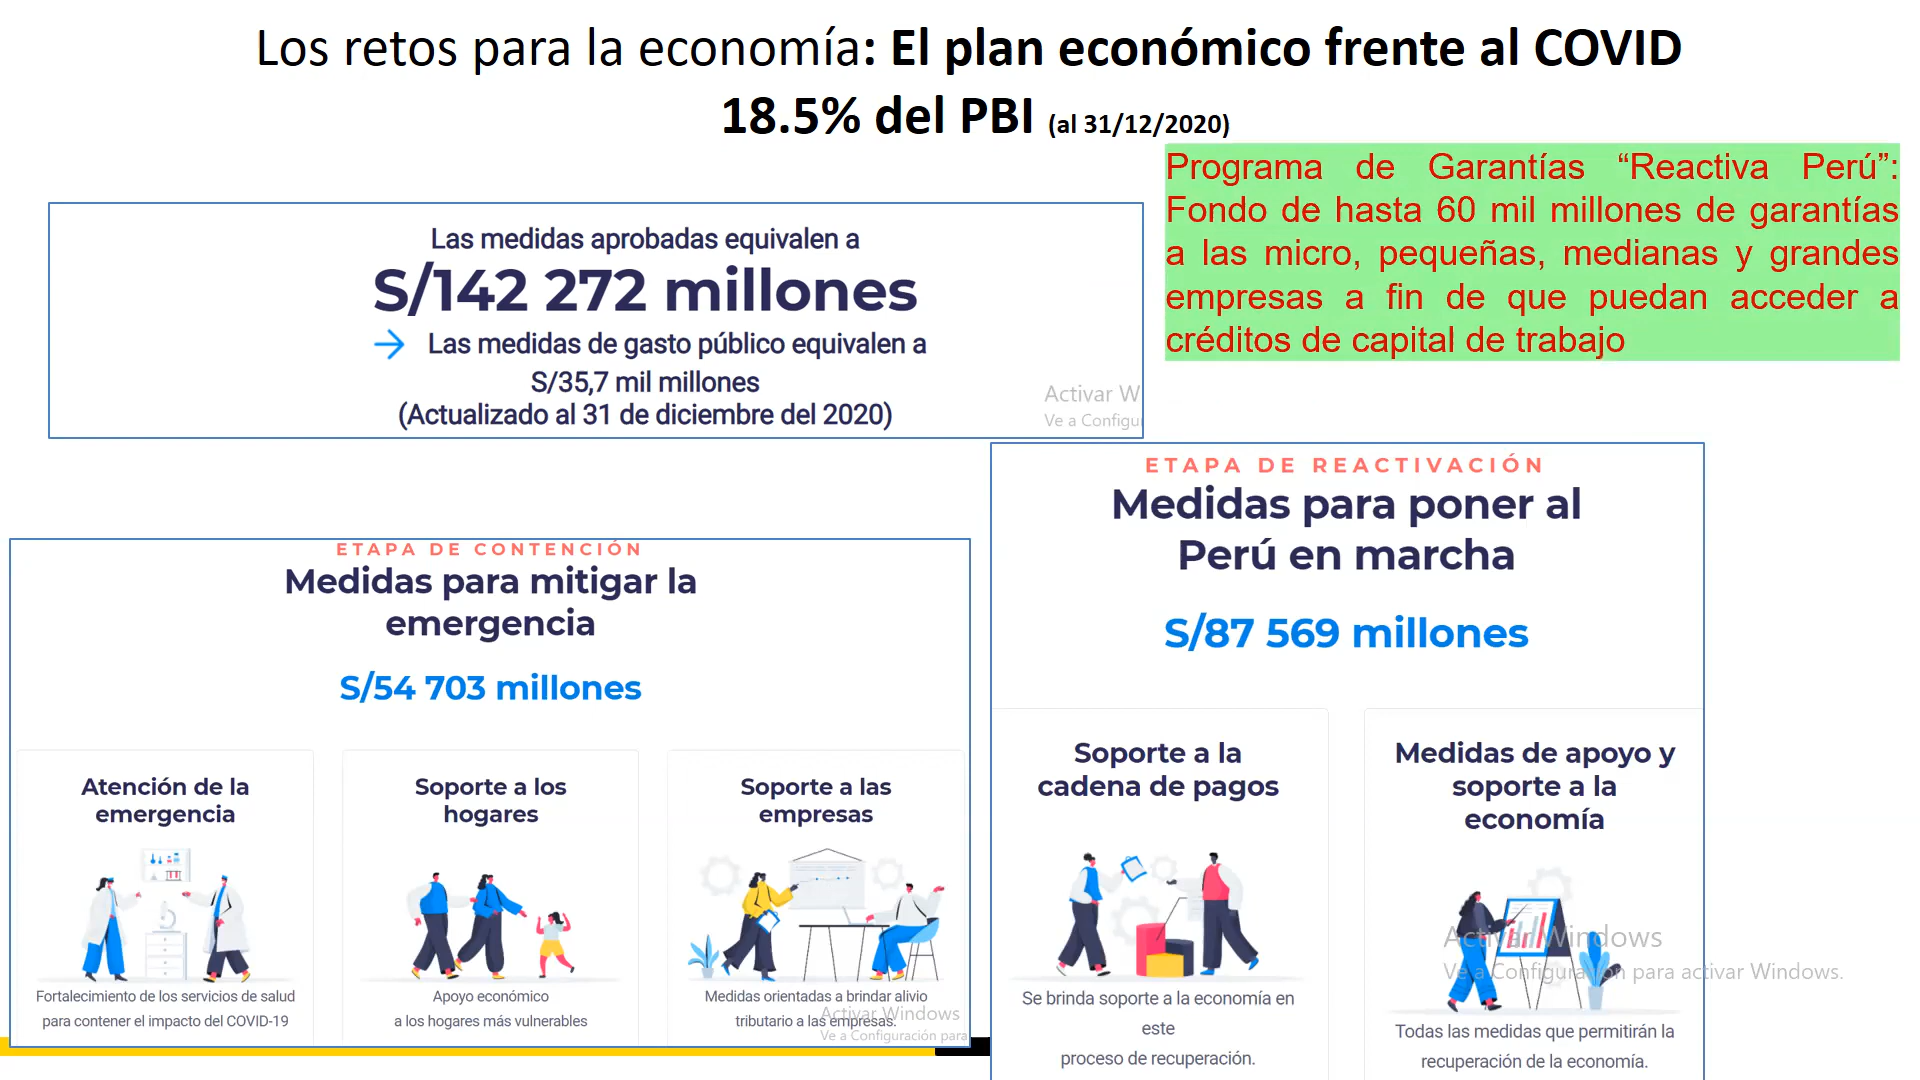 Los retos para la economía: El plan económico frente al COVID
18.5% del PBI (al 31/12/2020)
Programa de Garantías “Reactiva Perú”:
Fondo de hasta 60 mil millones de garantías
a las micro, pequeñas, medianas y grandes
empresas a fin de que puedan acceder a
créditos de capital de trabajo
Las medidas aprobadas equivalen a
S/142 272 millones
→ Las medidas de gasto público equivalen a
S/35,7 mil millones
(Actualizado al 31 de diciembre del 2020)
Activar W
Ve a Configu
ETAPA DE CONTENCIÓN
Medidas para mitigar la
emergencia
S/54 703 millones
Atención de la
emergencia
Fortalecimiento de los servicios de salud
para contener el impacto del COVID-19
Soporte a los
hogares
Apoyo económico
a los hogares más vulnerables
Soporte a las
empresas
Medidas orientadas a brindar alivio
tributario a las empresas.
Activar Windows
Ve a Configuración para
ETAPA DE REACTIVACIÓN
Medidas para poner al
Perú en marcha
S/87 569 millones
Soporte a la
cadena de pagos
Se brinda soporte a la economía en
este
proceso de recuperación.
Medidas de apoyo y
soporte a la
economía
Todas las medidas que permitirán la
recuperación de la economía.
Activar Windows
Ve a Configuración para activar Windows.